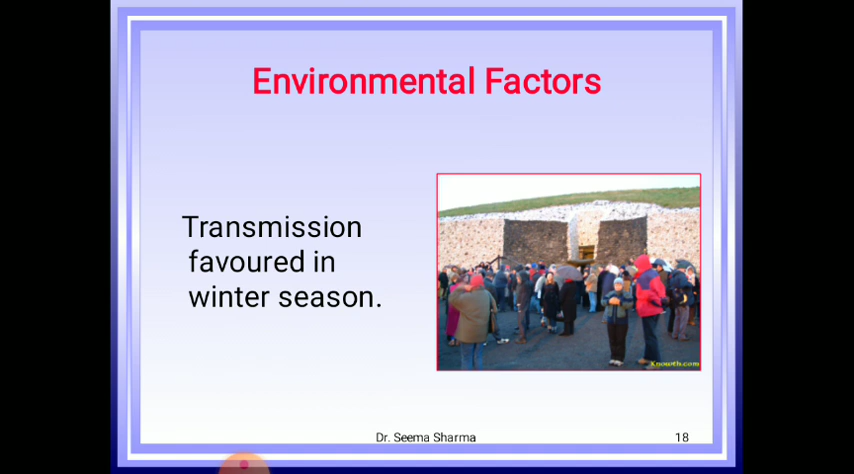 Environmental Factors
Transmission
favoured in
winter season.
Knowth.com
Dr. Seema Sharma
18